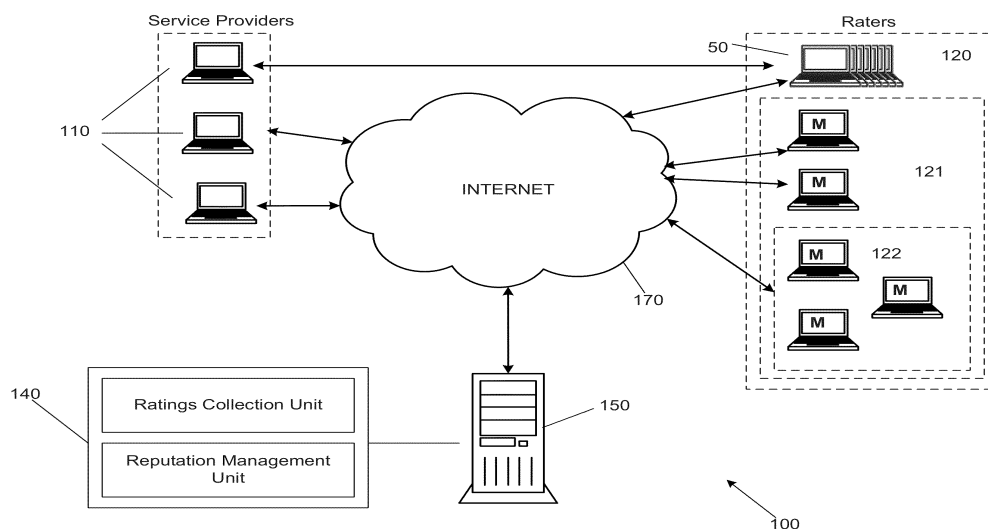 Service Providers
Raters
50
120
110
M
121
INTERNET
M
122
M
M
170
M
140
Ratings Collection Unit
150
Reputation Management
Unit
100